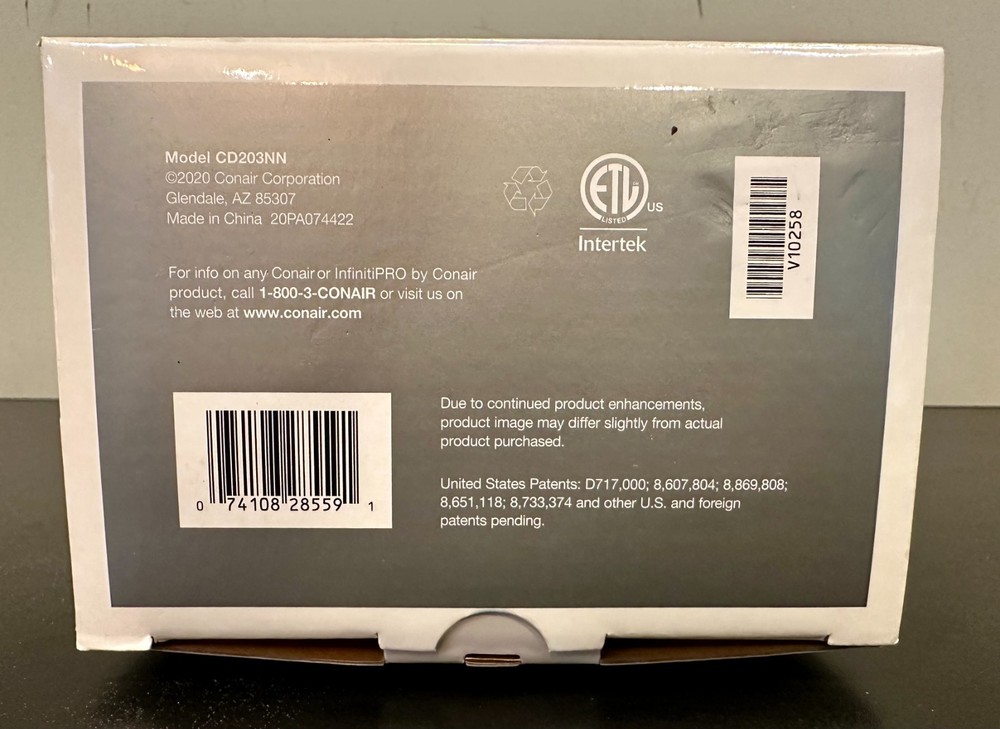 Model CD203NN
©2020 Conair Corporation
Glendale, AZ 85307
Made in China 20PA074422
ETL
LISTED
US
Intertek
V10258
For info on any Conair or InfinitiPRO by Conair
product, call 1-800-3-CONAIR or visit us on
the web at www.conair.com
0 74108 28559 1
Due to continued product enhancements,
product image may differ slightly from actual
product purchased.
United States Patents: D717,000; 8,607,804; 8,869,808;
8,651,118; 8,733,374 and other U.S. and foreign
patents pending.